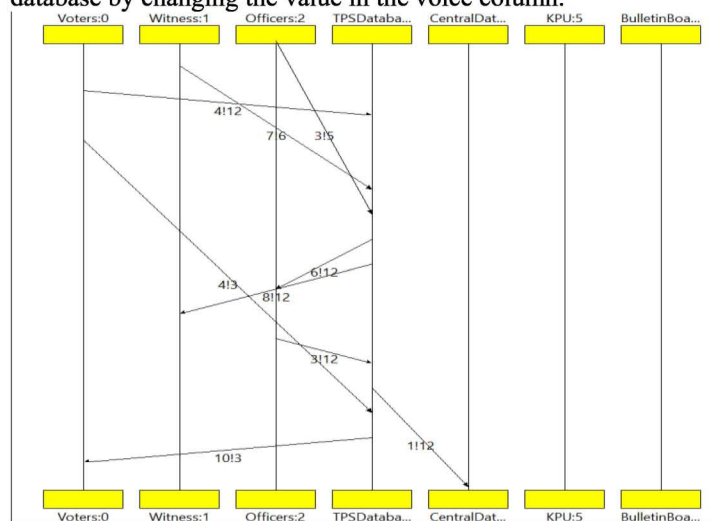 database by changing the value in the voice column.
Voters:0 Witness:1 Officers:2 TPSDataba... CentralDat... KPU:5 BulletinBoa...
4!12
7!6 3!5
6!12
4!3 8!12
3!12
1!12
10!3
Voters:0 Witness:1 Officers:2 TPSDataba... CentralDat... KPU:5 BulletinBoa...